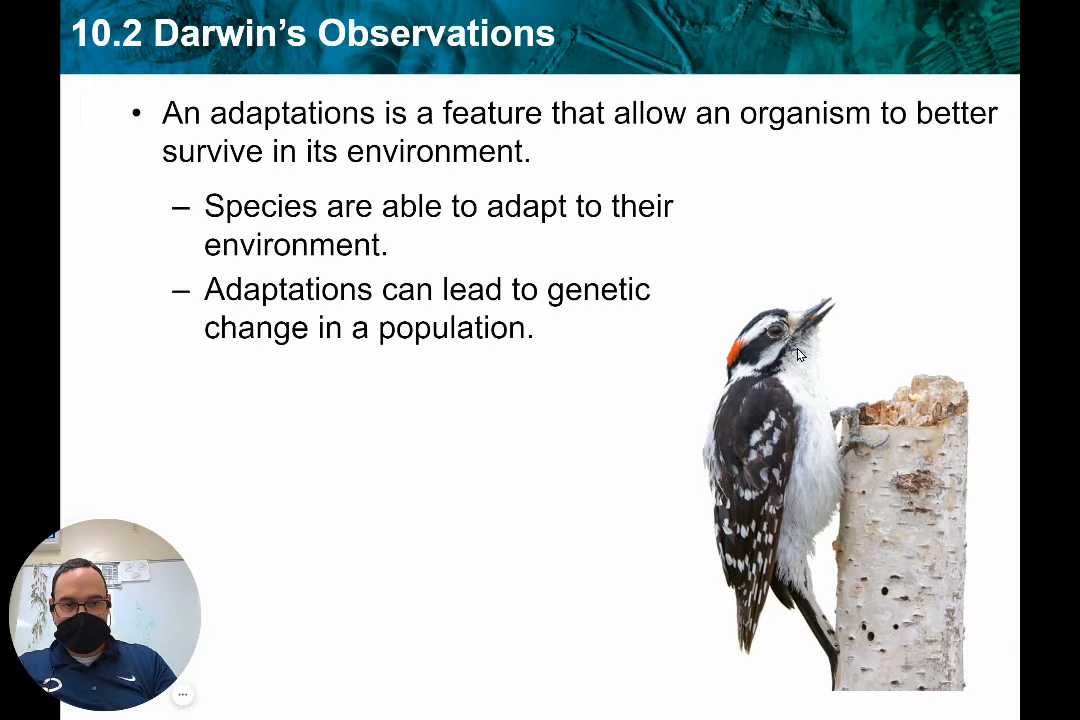 10.2 Darwin's Observations
• An adaptations is a feature that allow an organism to better
survive in its environment.
– Species are able to adapt to their
environment.
– Adaptations can lead to genetic
change in a population.